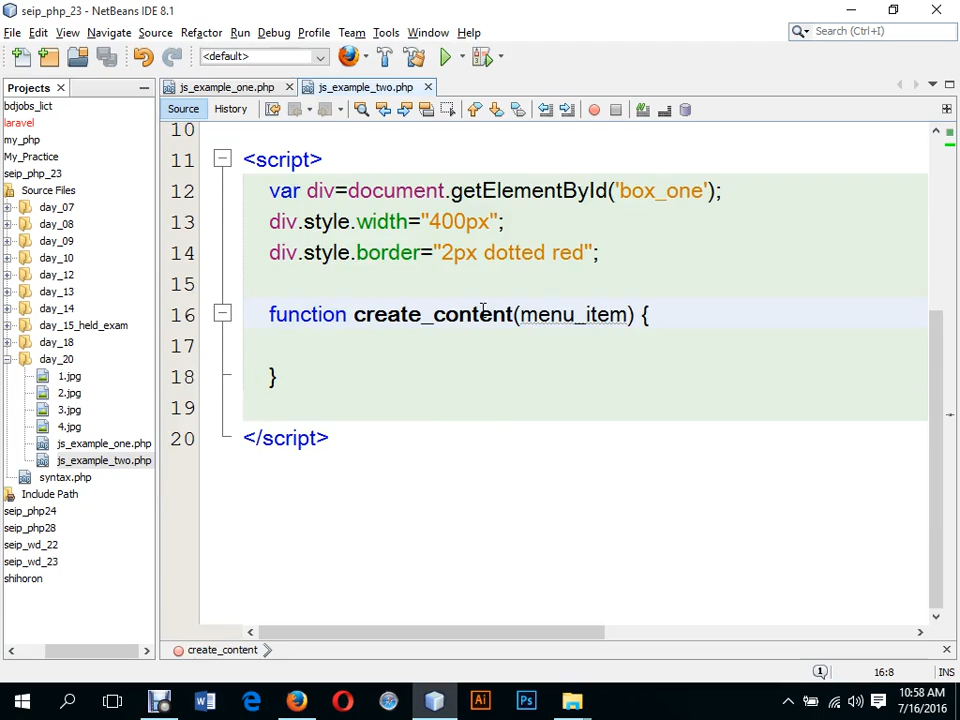 seip_php_23 - NetBeans IDE 8.1
File Edit View Navigate Source Refactor Run Debug Profile Team Tools Window Help
Search (Ctrl+I)
<default>
Projects
js_example_one.php
js_example_two.php
Source
History
bdjobs_lict
laravel
my_php
My_Practice
seip_php_23
Source Files
day_07
day_08
day_09
day_10
day_12
day_13
day_14
day_15_held_exam
day_18
day_20
1.jpg
2.jpg
3.jpg
4.jpg
js_example_one.php
js_example_two.php
syntax.php
Include Path
seip_php24
seip_php28
seip_wd_22
seip_wd_23
shihoron
10
11 <script>
12 var div=document.getElementById('box_one');
13 div.style.width="400px";
14 div.style.border="2px dotted red";
15
16 function create_content(menu_item) {
17
18 }
19
20 </script>
create_content
1
16:8
INS
10:58 AM
7/16/2016